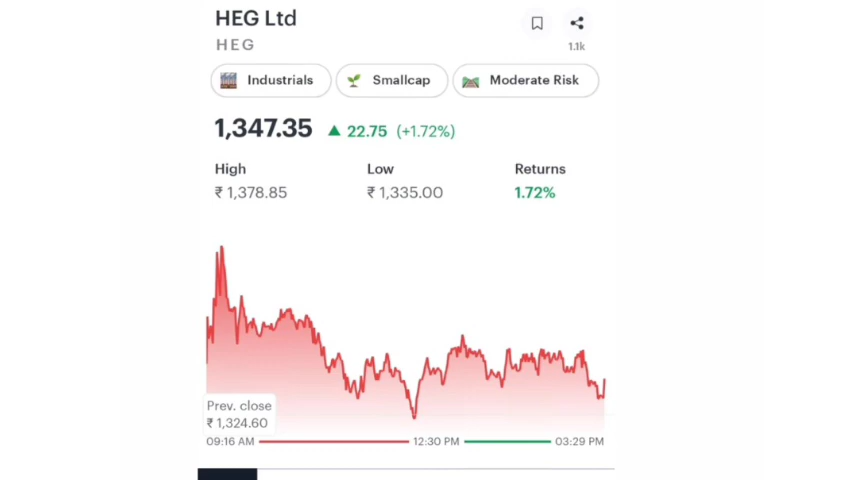 HEG Ltd
HEG
1.1k
Industrials Smallcap Moderate Risk
1,347.35 ▲ 22.75 (+1.72%)
High Low Returns
₹ 1,378.85 ₹ 1,335.00 1.72%
Prev. close
₹ 1,324.60
09:16 AM 12:30 PM 03:29 PM